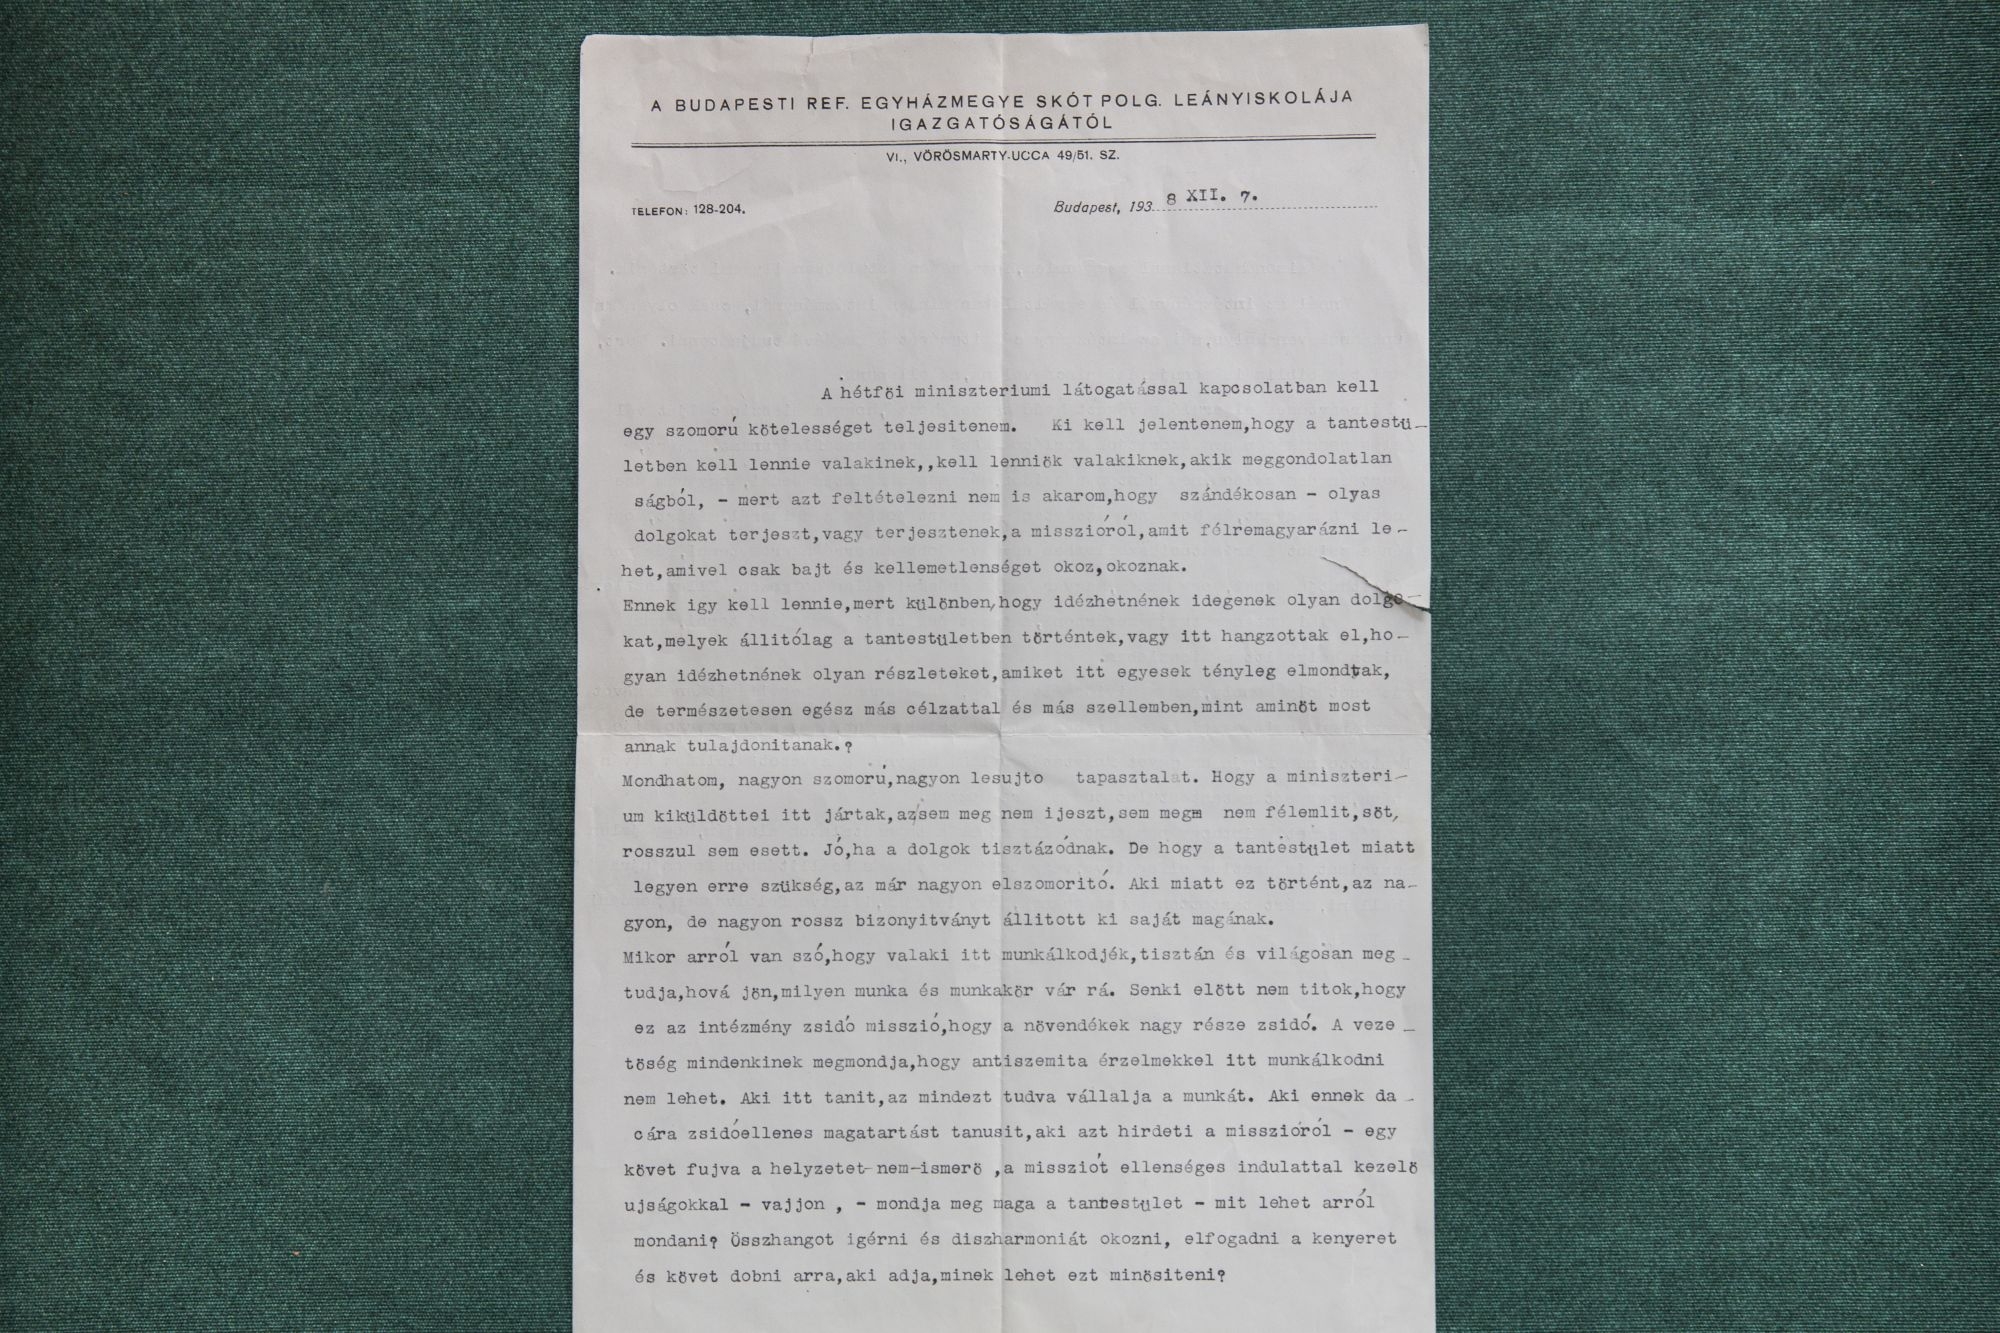 A BUDAPESTI REF. EGYHÁZMEGYE SKÓT POLG. LEÁNYISKOLÁJA
IGAZGATÓSÁGÁTÓL
VI., VÖRÖSMARTY-UCCA 49/51. SZ.
TELEFON: 128-204.
Budapest, 193 8 XII. 7.
A hétföi miniszteriumi látogatással kapcsolatban kell
egy szomorú kötelességet teljesitenem. Ki kell jelentenem,hogy a tantestü-
letben kell lennie valakinek,,kell lenniök valakiknek,akik meggondolatlan
ságból, - mert azt feltételezni nem is akarom,hogy szándékosan - olyas
dolgokat terjeszt,vagy terjesztenek,a misszióról,amit félremagyarázni le-
het,amivel csak bajt és kellemetlenséget okoz,okoznak.
Ennek igy kell lennie,mert különben,hogy idézhetnének idegenek olyan dolgo-
kat,melyek állitólag a tantestületben történtek,vagy itt hangzottak el,ho-
gyan idézhetnének olyan részleteket,amiket itt egyesek tényleg elmondtak,
de természetesen egész más célzattal és más szellemben,mint aminöt most
annak tulajdonitanak.?
Mondhatom, nagyon szomorú,nagyon lesujto tapasztalat. Hogy a miniszteri-
um kiküldöttei itt jártak,azsem meg nem ijeszt,sem megm nem félemlit,söt,
rosszul sem esett. Jó,ha a dolgok tisztázódnak. De hogy a tantestület miatt
legyen erre szükség,az már nagyon elszomoritó. Aki miatt ez történt,az na-
gyon, de nagyon rossz bizonyitványt állitott ki saját magának.
Mikor arról van szó,hogy valaki itt munkálkodjék,tisztán és világosan meg-
tudja,hová jön,milyen munka és munkakör vár rá. Senki elött nem titok,hogy
ez az intézmény zsidó misszió,hogy a növendékek nagy része zsidó. A veze-
töség mindenkinek megmondja,hogy antiszemita érzelmekkel itt munkálkodni
nem lehet. Aki itt tanit,az mindezt tudva vállalja a munkát. Aki ennek da-
cára zsidóellenes magatartást tanusit,aki azt hirdeti a misszióról - egy
követ fujva a helyzetet-nem-ismerö ,a missziót ellenséges indulattal kezelö
ujságokkal - vajjon , - mondja meg maga a tantestület - mit lehet arról
mondani? Összhangot igérni és diszharmoniát okozni, elfogadni a kenyeret
és követ dobni arra,aki adja,minek lehet ezt minösiteni?